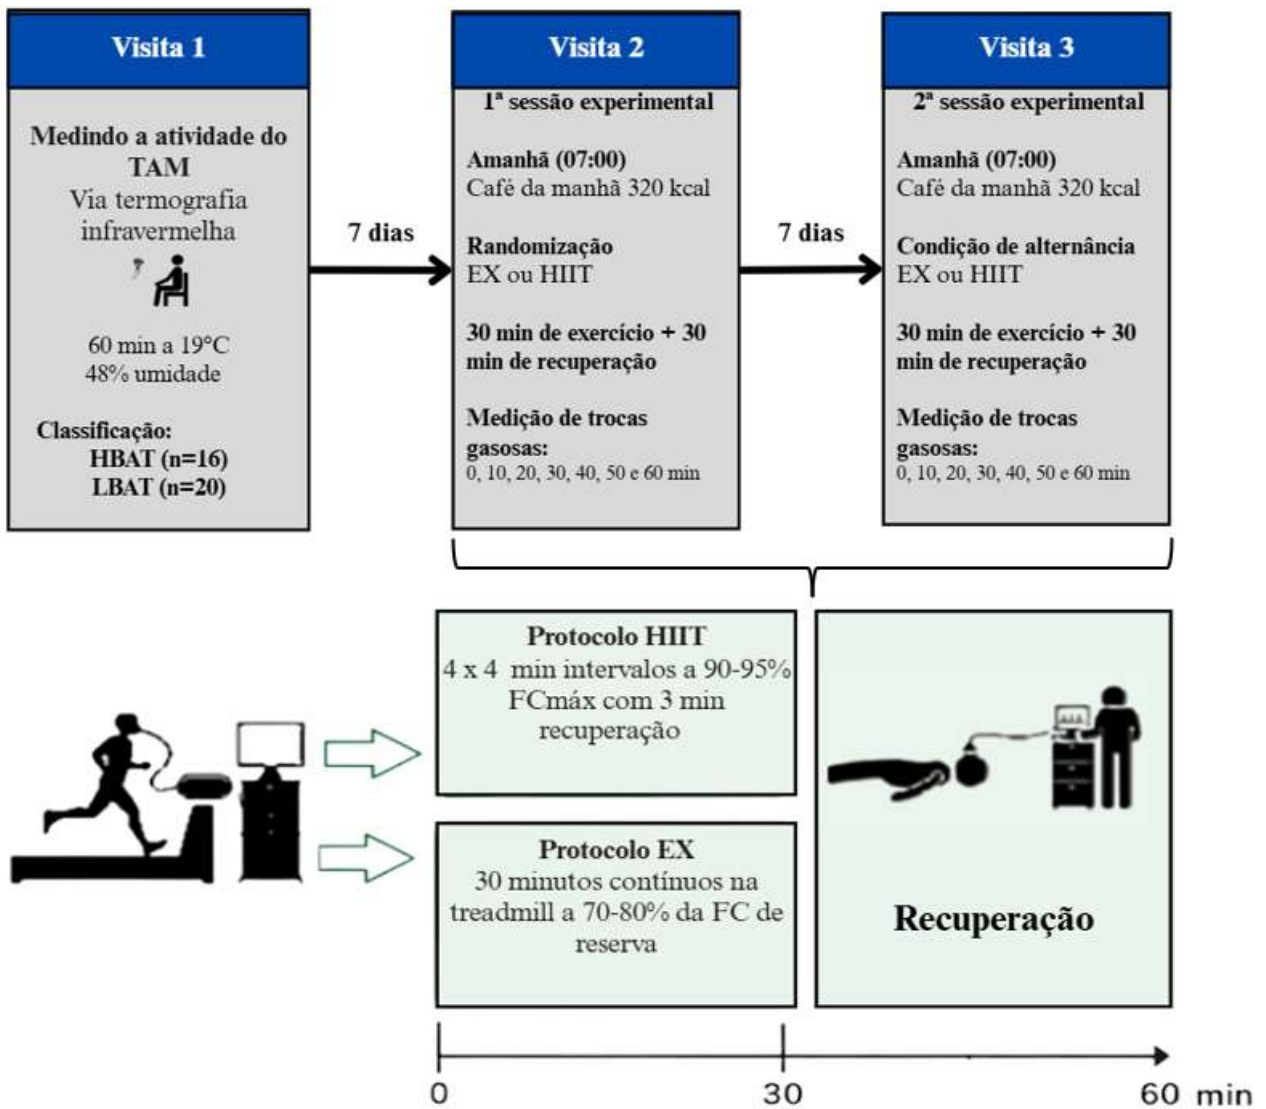 Visita 1
Medindo a atividade do
TAM
Via termografia
infravermelha
60 min a 19°C
48% umidade
Classificação:
HBAT (n=16)
LBAT (n=20)
7 dias
Visita 2
1ª sessão experimental
Amanhã (07:00)
Café da manhã 320 kcal
Randomização
EX ou HIIT
30 min de exercício + 30
min de recuperação
Medição de trocas
gasosas:
0, 10, 20, 30, 40, 50 e 60 min
7 dias
Visita 3
2ª sessão experimental
Amanhã (07:00)
Café da manhã 320 kcal
Condição de alternância
EX ou HIIT
30 min de exercício + 30
min de recuperação
Medição de trocas
gasosas:
0, 10, 20, 30, 40, 50 e 60 min
Protocolo HIIT
4 x 4 min intervalos a 90-95%
FCmáx com 3 min
recuperação
Protocolo EX
30 minutos contínuos na
treadmill a 70-80% da FC de
reserva
Recuperação
0 30 60 min